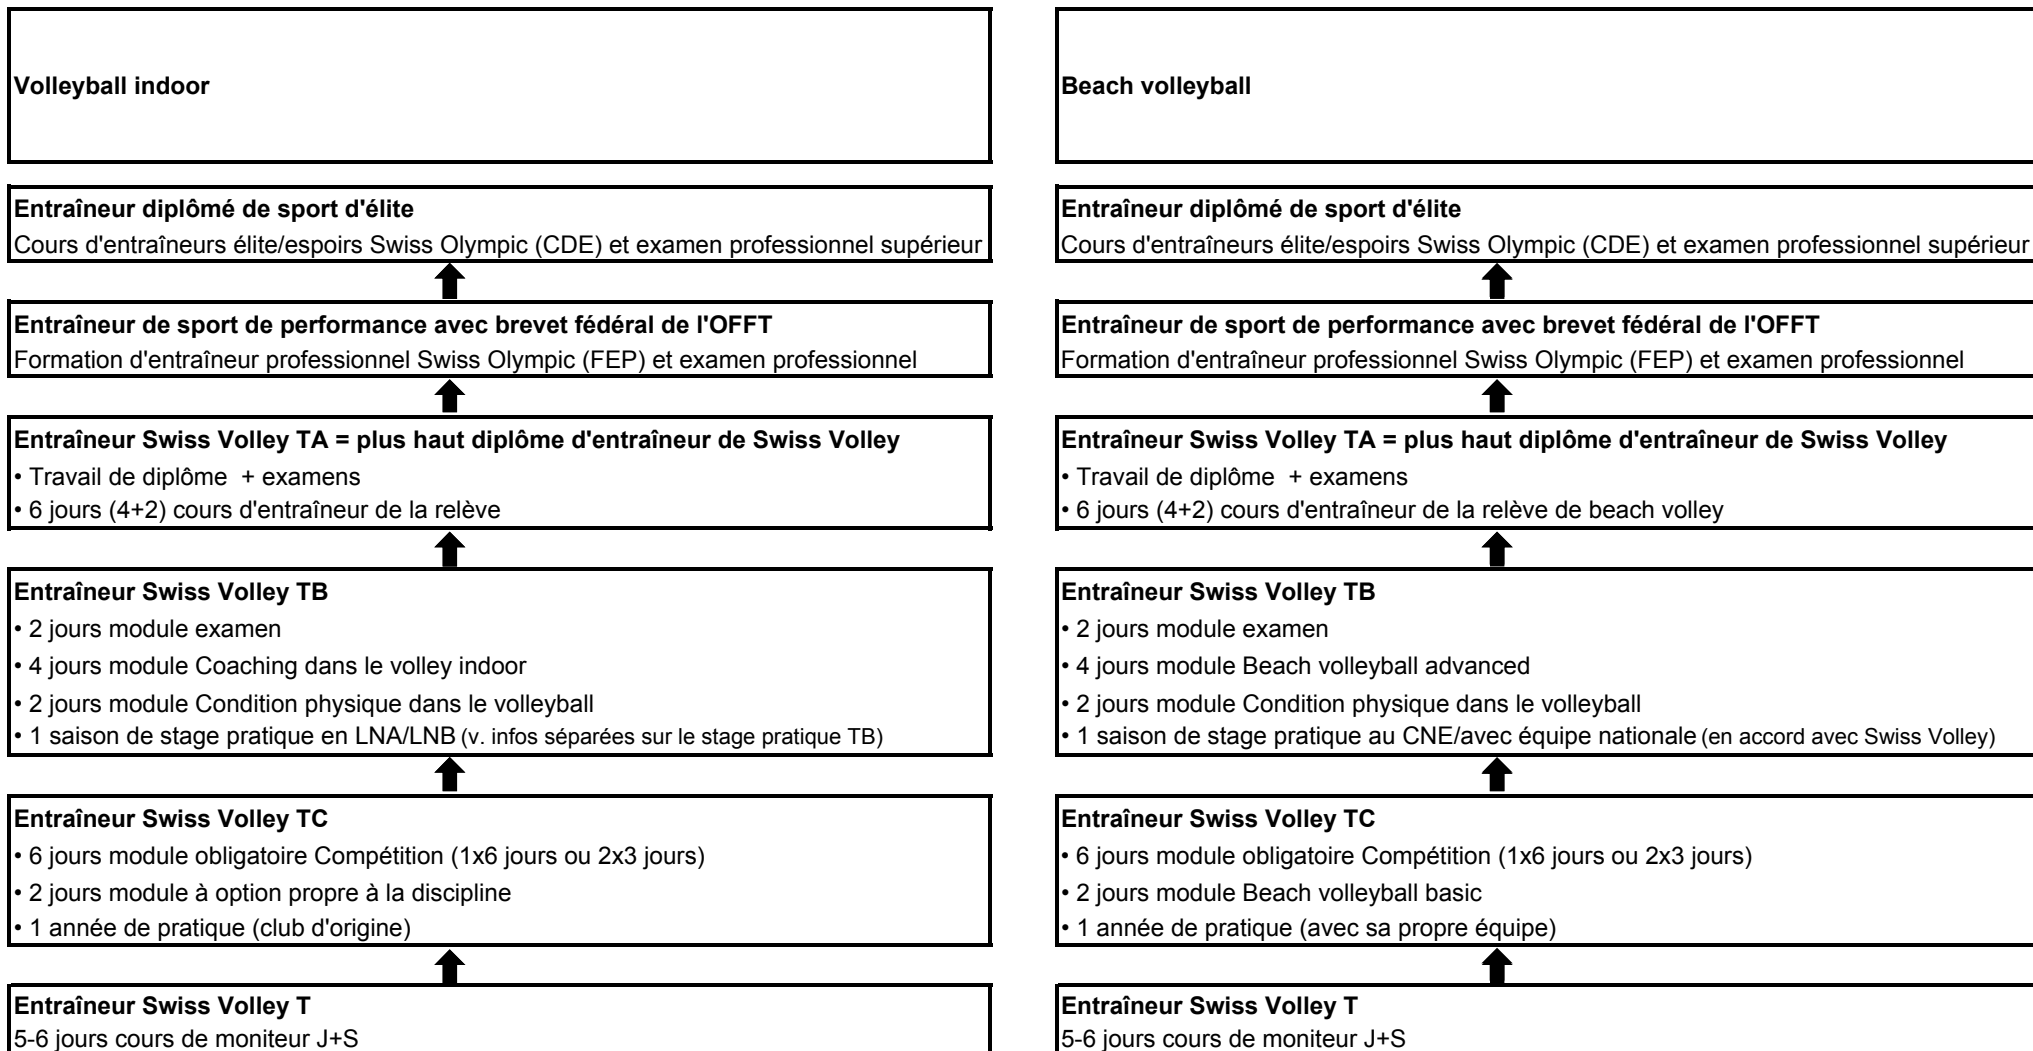 Volleyball indoor
Entraîneur diplômé de sport d'élite
Cours d'entraîneurs élite/espoirs Swiss Olympic (CDE) et examen professionnel supérieur
Entraîneur de sport de performance avec brevet fédéral de l'OFFT
Formation d'entraîneur professionnel Swiss Olympic (FEP) et examen professionnel
Entraîneur Swiss Volley TA = plus haut diplôme d'entraîneur de Swiss Volley
• Travail de diplôme + examens
• 6 jours (4+2) cours d'entraîneur de la relève
Entraîneur Swiss Volley TB
• 2 jours module examen
• 4 jours module Coaching dans le volley indoor
• 2 jours module Condition physique dans le volleyball
• 1 saison de stage pratique en LNA/LNB (v. infos séparées sur le stage pratique TB)
Entraîneur Swiss Volley TC
• 6 jours module obligatoire Compétition (1x6 jours ou 2x3 jours)
• 2 jours module à option propre à la discipline
• 1 année de pratique (club d'origine)
Entraîneur Swiss Volley T
5-6 jours cours de moniteur J+S
Beach volleyball
Entraîneur diplômé de sport d'élite
Cours d'entraîneurs élite/espoirs Swiss Olympic (CDE) et examen professionnel supérieur
Entraîneur de sport de performance avec brevet fédéral de l'OFFT
Formation d'entraîneur professionnel Swiss Olympic (FEP) et examen professionnel
Entraîneur Swiss Volley TA = plus haut diplôme d'entraîneur de Swiss Volley
• Travail de diplôme + examens
• 6 jours (4+2) cours d'entraîneur de la relève de beach volley
Entraîneur Swiss Volley TB
• 2 jours module examen
• 4 jours module Beach volleyball advanced
• 2 jours module Condition physique dans le volleyball
• 1 saison de stage pratique au CNE/avec équipe nationale (en accord avec Swiss Volley)
Entraîneur Swiss Volley TC
• 6 jours module obligatoire Compétition (1x6 jours ou 2x3 jours)
• 2 jours module Beach volleyball basic
• 1 année de pratique (avec sa propre équipe)
Entraîneur Swiss Volley T
5-6 jours cours de moniteur J+S